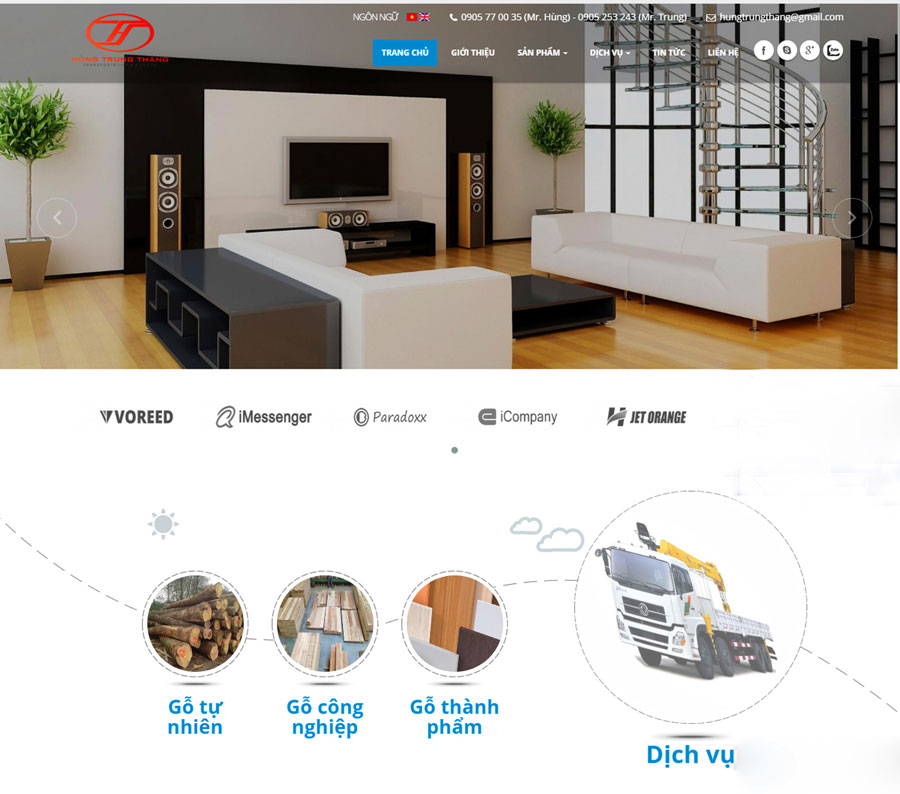 NGÔN NGỮ
0905 77 00 35 (Mr. Hùng) - 0905 253 243 (Mr. Trung)
hungtrungthang@gmail.com
HÙNG TRUNG THẮNG
TRANG CHỦ GIỚI THIỆU SẢN PHẨM DỊCH VỤ TIN TỨC LIÊN HỆ
VOREED iMessenger Paradoxx iCompany JET ORANGE
Gỗ tự
nhiên
Gỗ công
nghiệp
Gỗ thành
phẩm
Dịch vụ